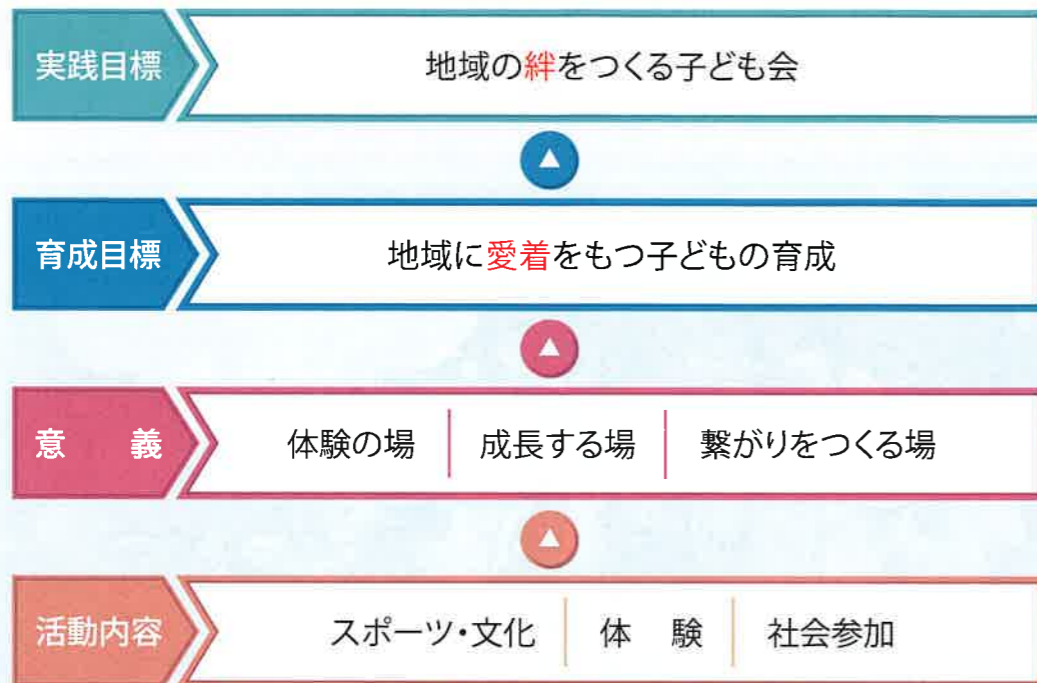 実践目標 地域の絆をつくる子ども会
▲
育成目標 地域に愛着をもつ子どもの育成
▲
意　義 体験の場 成長する場 繋がりをつくる場
▲
活動内容 スポーツ・文化 体　験 社会参加